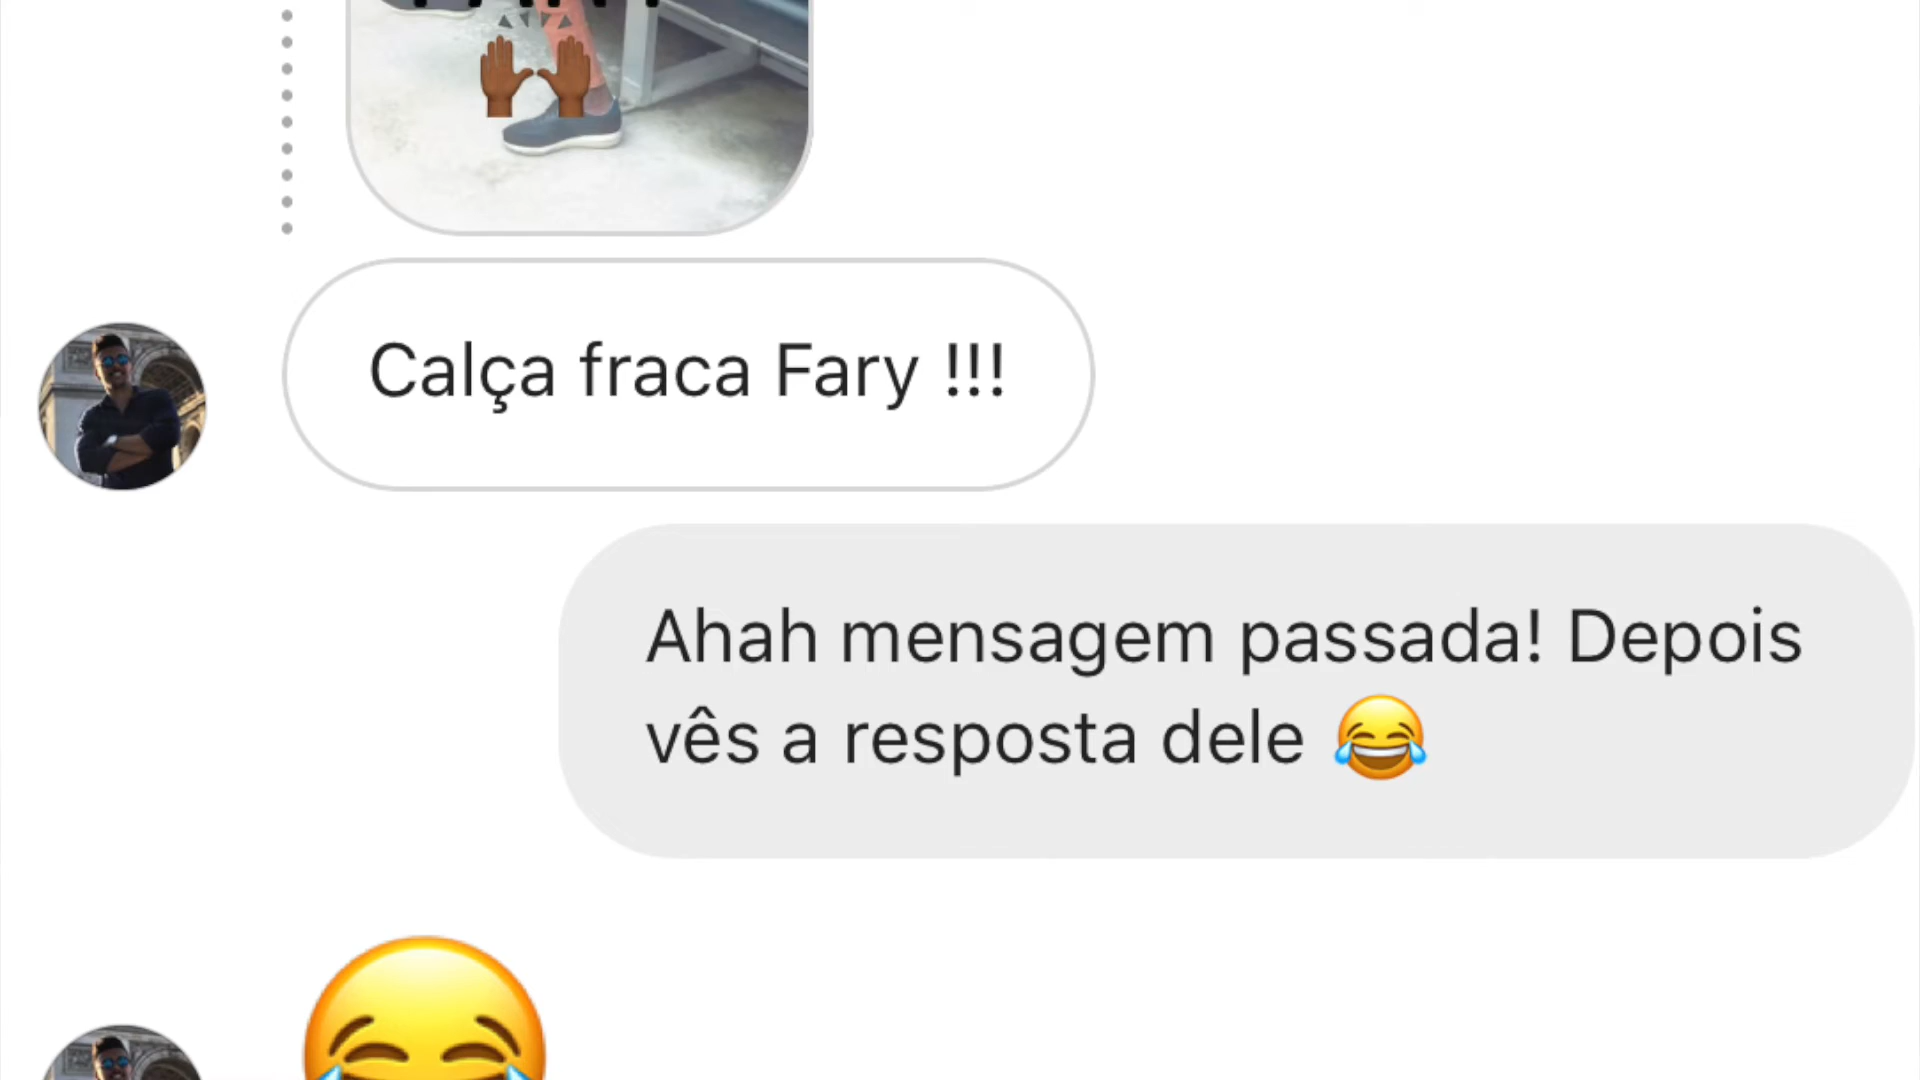 Calça fraca Fary !!!
Ahah mensagem passada! Depois
vês a resposta dele 😂